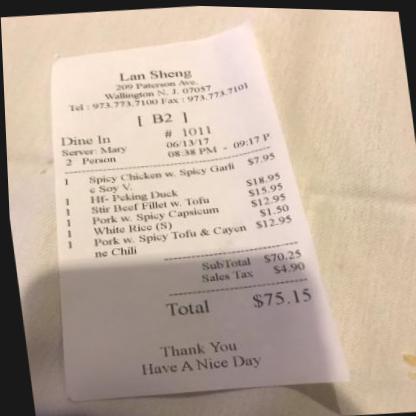 Lan Sheng
209 Paterson Ave.
Wallington N. J. 07057
Tel : 973.773.7100 Fax : 973.773.7101
[ B2 ]
Dine In # 1011
Server: Mary 06/13/17
2 Person 08:38 PM - 09:17 P
1 Spicy Chicken w. Spicy Garli $7.95
c Soy V.
1 Hf- Peking Duck $18.95
1 Stir Beef Fillet w. Tofu $15.95
1 Pork w. Spicy Capsicum $12.95
1 White Rice (S) $1.50
1 Pork w. Spicy Tofu & Cayen $12.95
ne Chili
SubTotal $70.25
Sales Tax $4.90
Total $75.15
Thank You
Have A Nice Day